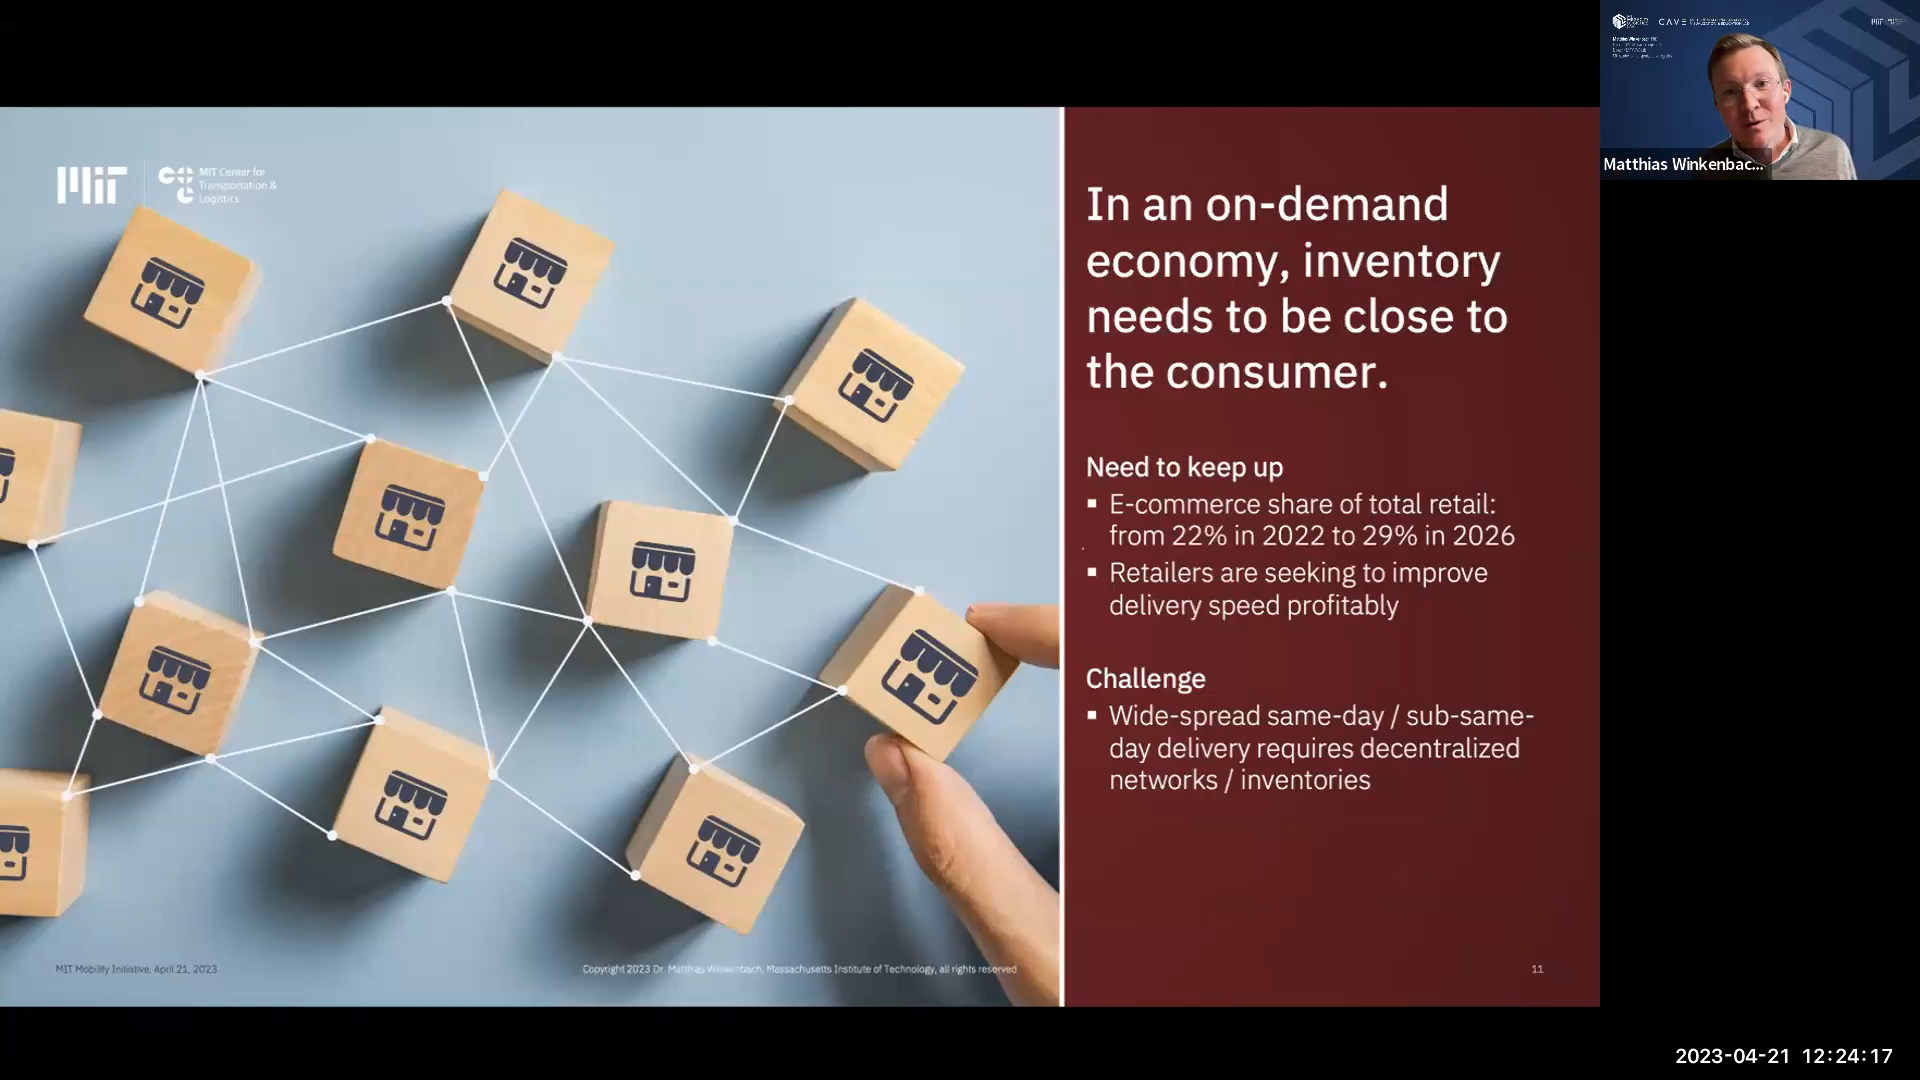 MIT
MIT Center for
Transportation &
Logistics
In an on-demand
economy, inventory
needs to be close to
the consumer.
Need to keep up
▪ E-commerce share of total retail:
from 22% in 2022 to 29% in 2026
▪ Retailers are seeking to improve
delivery speed profitably
Challenge
▪ Wide-spread same-day / sub-same-
day delivery requires decentralized
networks / inventories
MIT Mobility Initiative, April 21, 2023
Copyright 2023 Dr. Matthias Winkenbach, Massachusetts Institute of Technology, all rights reserved
11
CAVE
Matthias Winkenbac...
2023-04-21 12:24:17